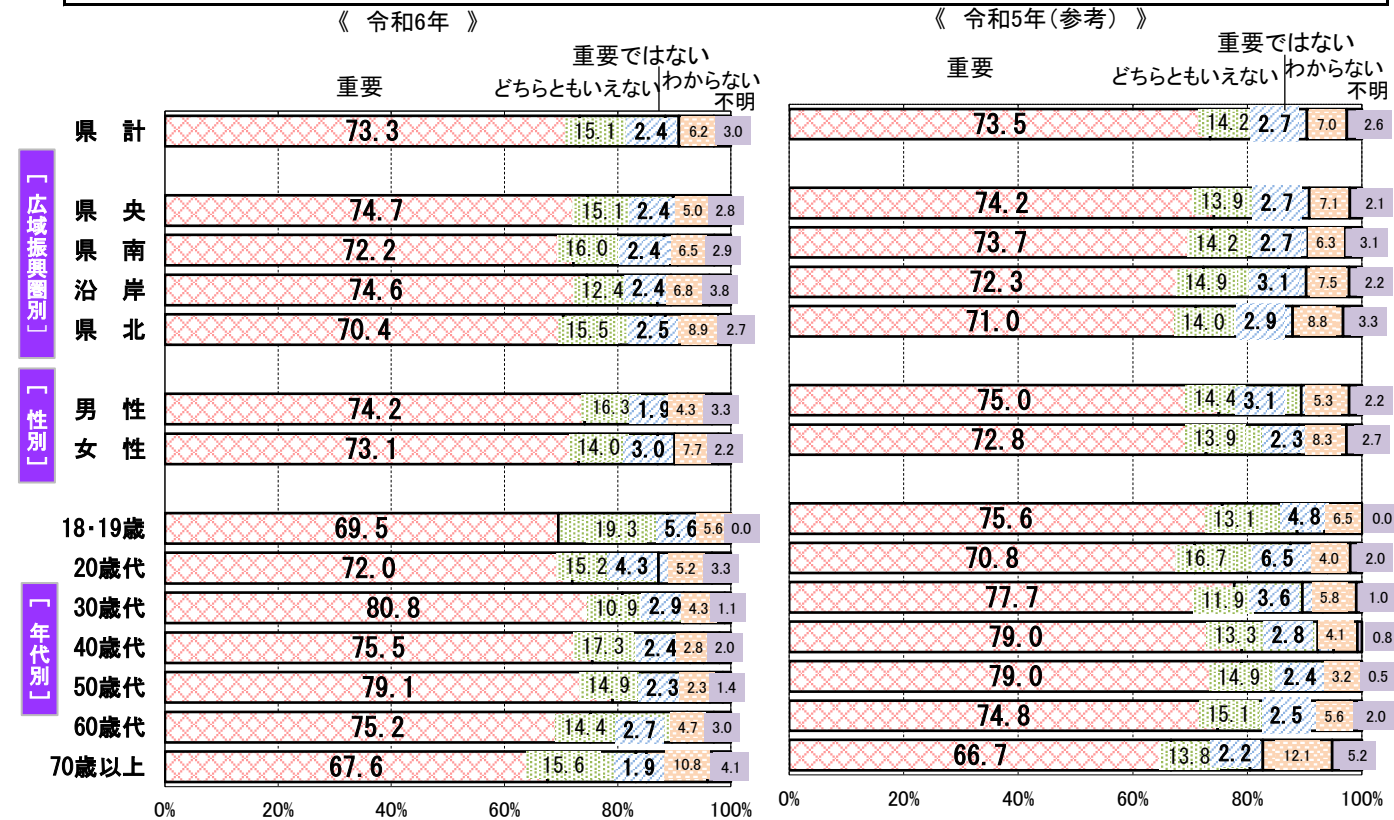 《 令和6年 》
重要 どちらともいえない 重要ではない わからない 不明
県 計 73.3 15.1 2.4 6.2 3.0
[広域振興圏別]
県 央 74.7 15.1 2.4 5.0 2.8
県 南 72.2 16.0 2.4 6.5 2.9
沿 岸 74.6 12.4 2.4 6.8 3.8
県 北 70.4 15.5 2.5 8.9 2.7
[性別]
男 性 74.2 16.3 1.9 4.3 3.3
女 性 73.1 14.0 3.0 7.7 2.2
[年代別]
18・19歳 69.5 19.3 5.6 5.6 0.0
20歳代 72.0 15.2 4.3 5.2 3.3
30歳代 80.8 10.9 2.9 4.3 1.1
40歳代 75.5 17.3 2.4 2.8 2.0
50歳代 79.1 14.9 2.3 2.3 1.4
60歳代 75.2 14.4 2.7 4.7 3.0
70歳以上 67.6 15.6 1.9 10.8 4.1
0% 20% 40% 60% 80% 100%
《 令和5年(参考) 》
重要 どちらともいえない 重要ではない わからない 不明
73.5 14.2 2.7 7.0 2.6
74.2 13.9 2.7 7.1 2.1
73.7 14.2 2.7 6.3 3.1
72.3 14.9 3.1 7.5 2.2
71.0 14.0 2.9 8.8 3.3
75.0 14.4 3.1 5.3 2.2
72.8 13.9 2.3 8.3 2.7
75.6 13.1 4.8 6.5 0.0
70.8 16.7 6.5 4.0 2.0
77.7 11.9 3.6 5.8 1.0
79.0 13.3 2.8 4.1 0.8
79.0 14.9 2.4 3.2 0.5
74.8 15.1 2.5 5.6 2.0
66.7 13.8 2.2 12.1 5.2
0% 20% 40% 60% 80% 100%